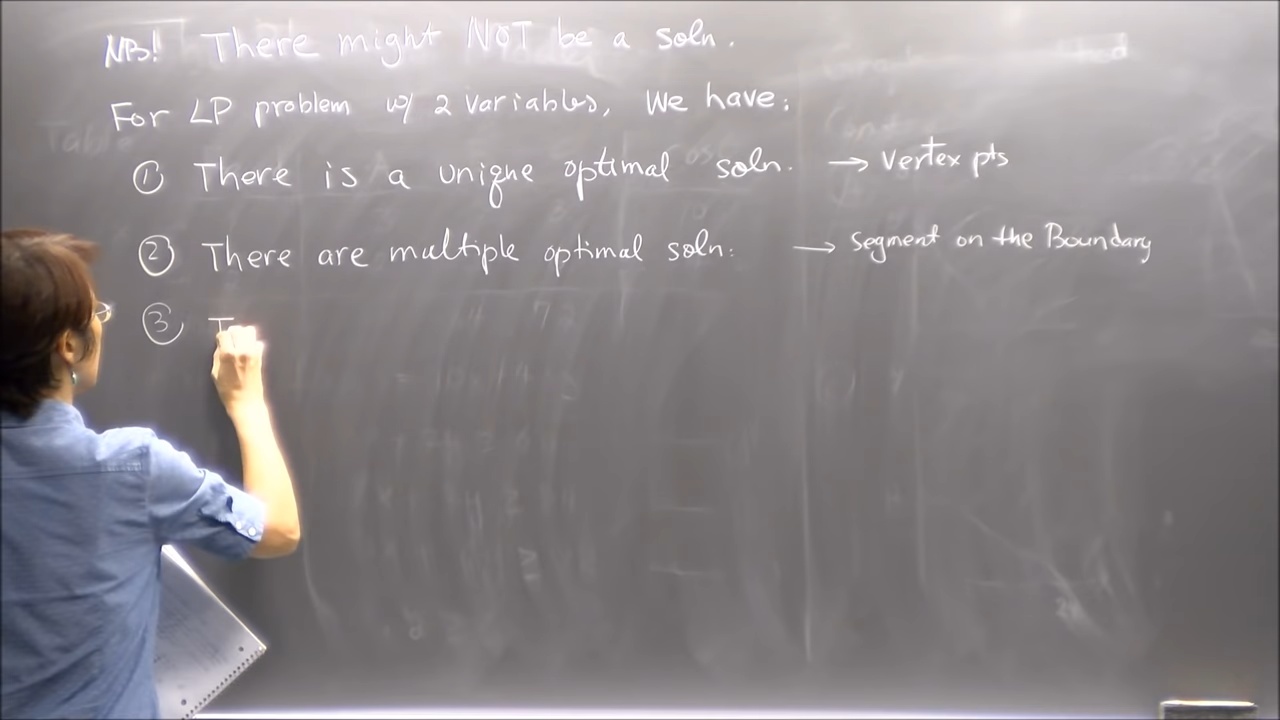 NB! There might NOT be a soln.
For LP problem w/ 2 variables, We have:
① There is a unique optimal soln. → Vertex pts
② There are multiple optimal soln: → Segment on the Boundary
③ T